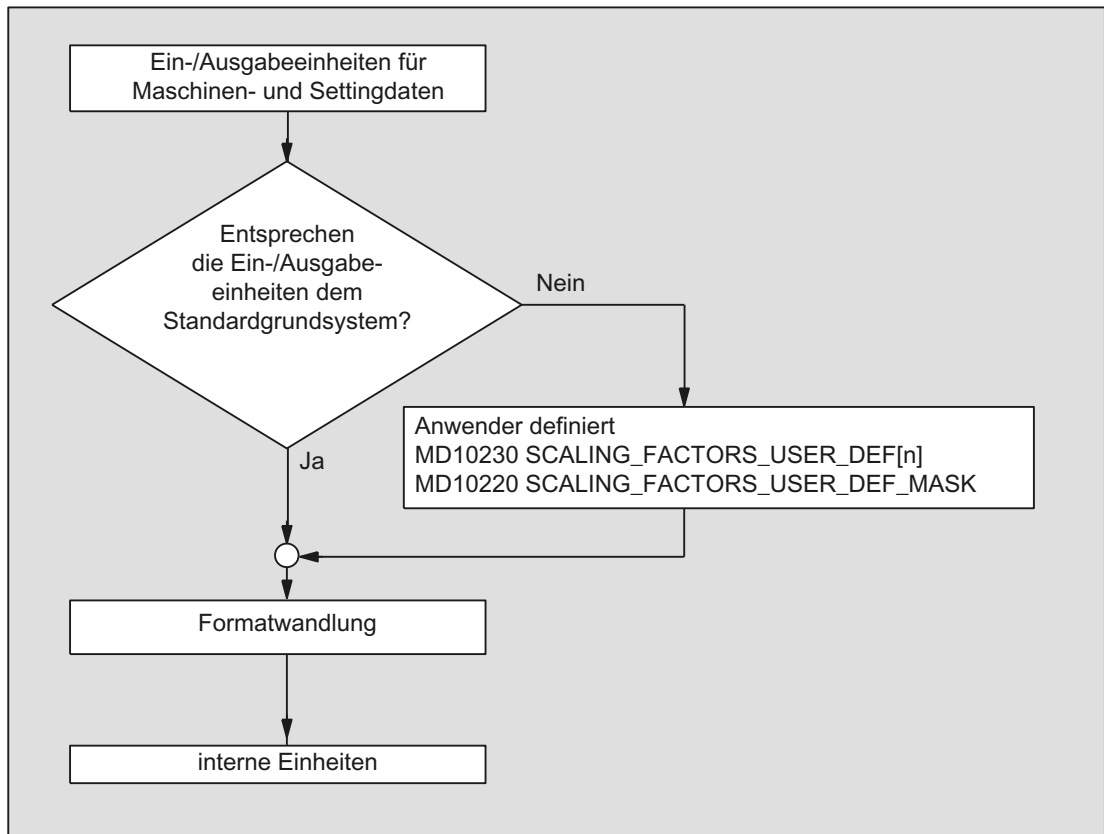 Ein-/Ausgabeeinheiten für
Maschinen- und Settingdaten
Entsprechen
die Ein-/Ausgabe-
einheiten dem
Standardgrundsystem?
Nein
Anwender definiert
MD10230 SCALING_FACTORS_USER_DEF[n]
MD10220 SCALING_FACTORS_USER_DEF_MASK
Ja
Formatwandlung
interne Einheiten